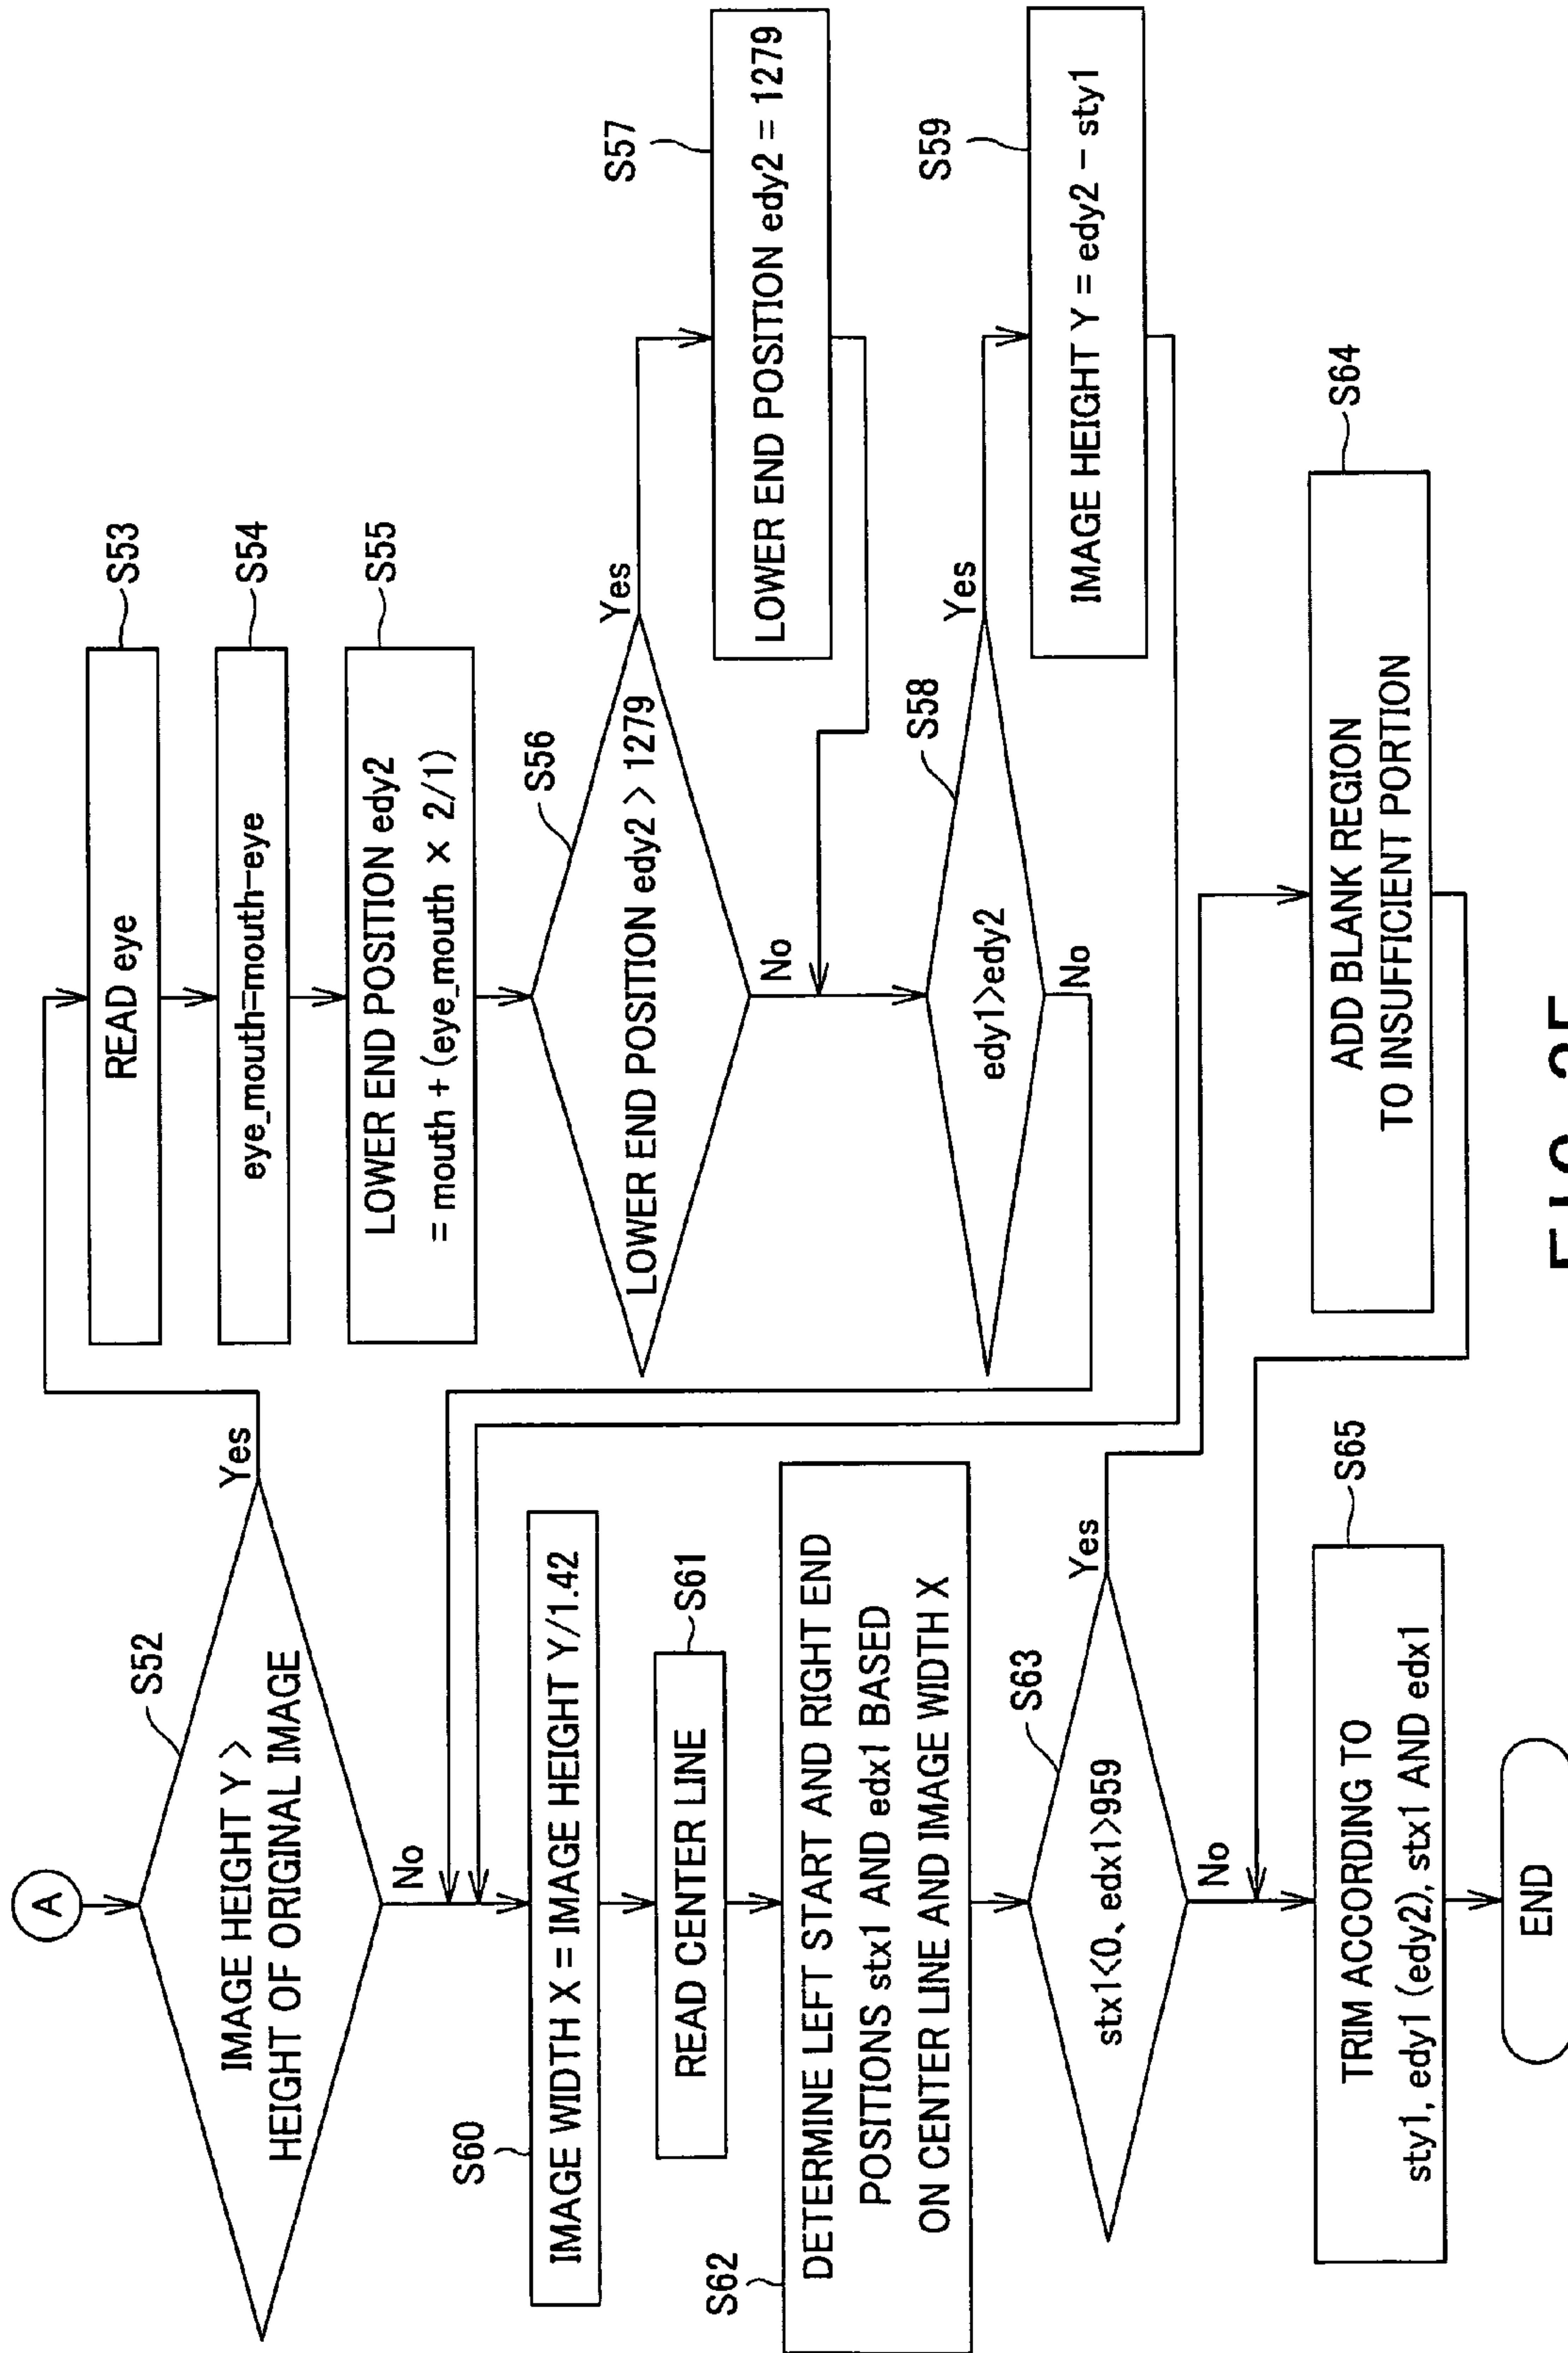 A
S52
IMAGE HEIGHT Y >
HEIGHT OF ORIGINAL IMAGE
Yes
No
S53
READ eye
S54
eye_mouth=mouth-eye
S55
LOWER END POSITION edy2
= mouth + (eye_mouth × 2/1)
S56
LOWER END POSITION edy2 > 1279
Yes
No
S57
LOWER END POSITION edy2 = 1279
S58
edy1>edy2
Yes
No
S59
IMAGE HEIGHT Y = edy2 - sty1
S60
IMAGE WIDTH X = IMAGE HEIGHT Y/1.42
S61
READ CENTER LINE
S62
DETERMINE LEFT START AND RIGHT END
POSITIONS stx1 AND edx1 BASED
ON CENTER LINE AND IMAGE WIDTH X
S63
stx1<0、edx1>959
Yes
No
S64
ADD BLANK REGION
TO INSUFFICIENT PORTION
S65
TRIM ACCORDING TO
sty1, edy1 (edy2), stx1 AND edx1
END